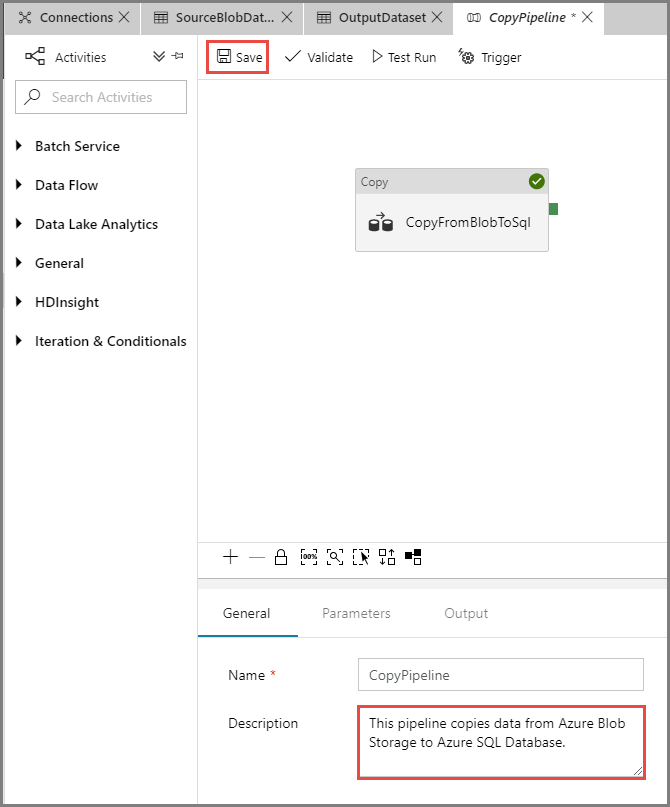 Connections
SourceBlobDat...
OutputDataset
CopyPipeline *
Activities
Save
Validate
Test Run
Trigger
Search Activities
Batch Service
Data Flow
Data Lake Analytics
General
HDInsight
Iteration & Conditionals
Copy
CopyFromBlobToSql
100%
General
Parameters
Output
Name *
CopyPipeline
Description
This pipeline copies data from Azure Blob
Storage to Azure SQL Database.